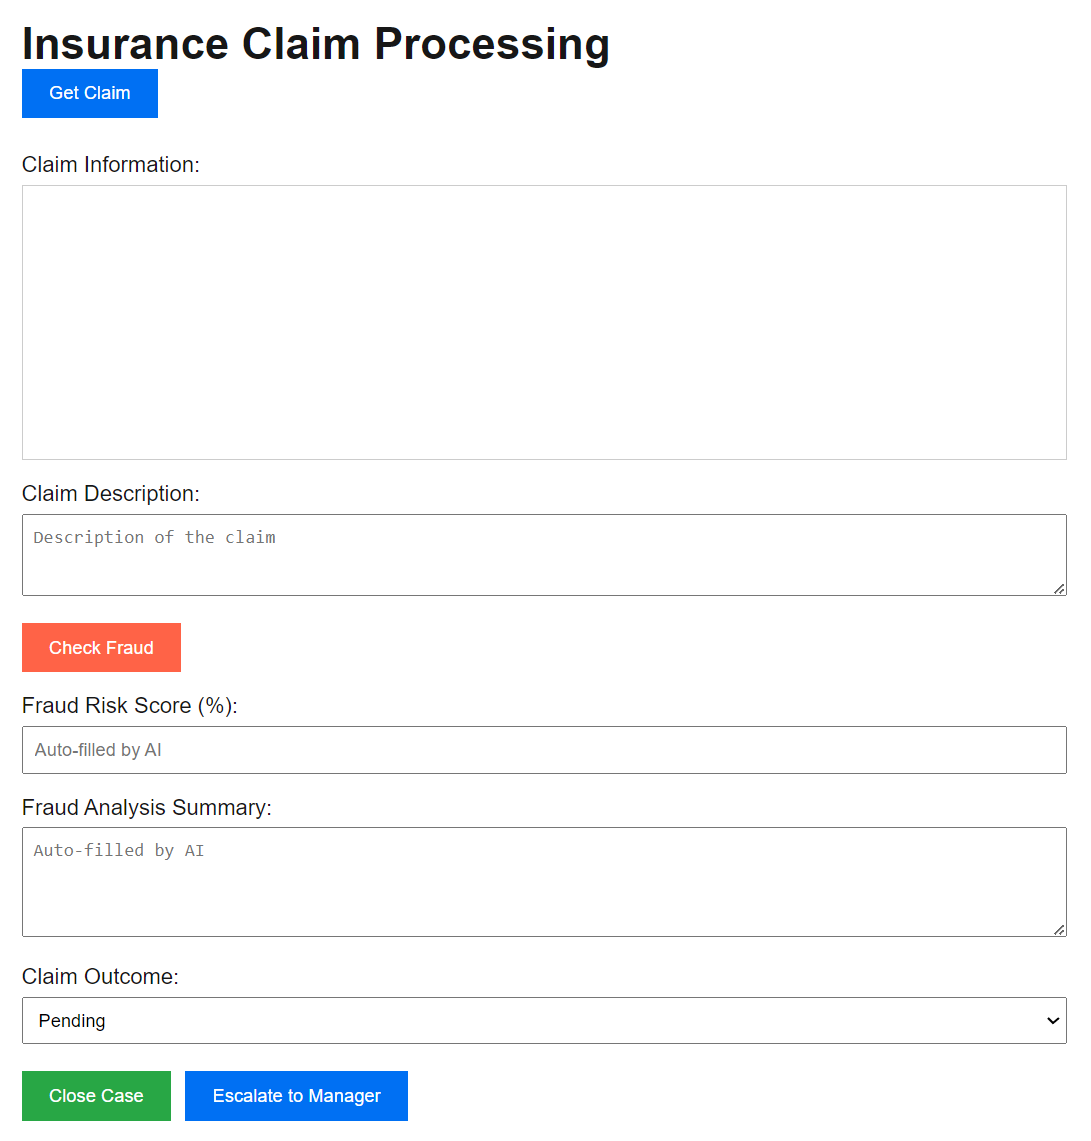 Insurance Claim Processing
Get Claim
Claim Information:
Claim Description:
Description of the claim
Check Fraud
Fraud Risk Score (%):
Auto-filled by AI
Fraud Analysis Summary:
Auto-filled by AI
Claim Outcome:
Pending
Close Case
Escalate to Manager